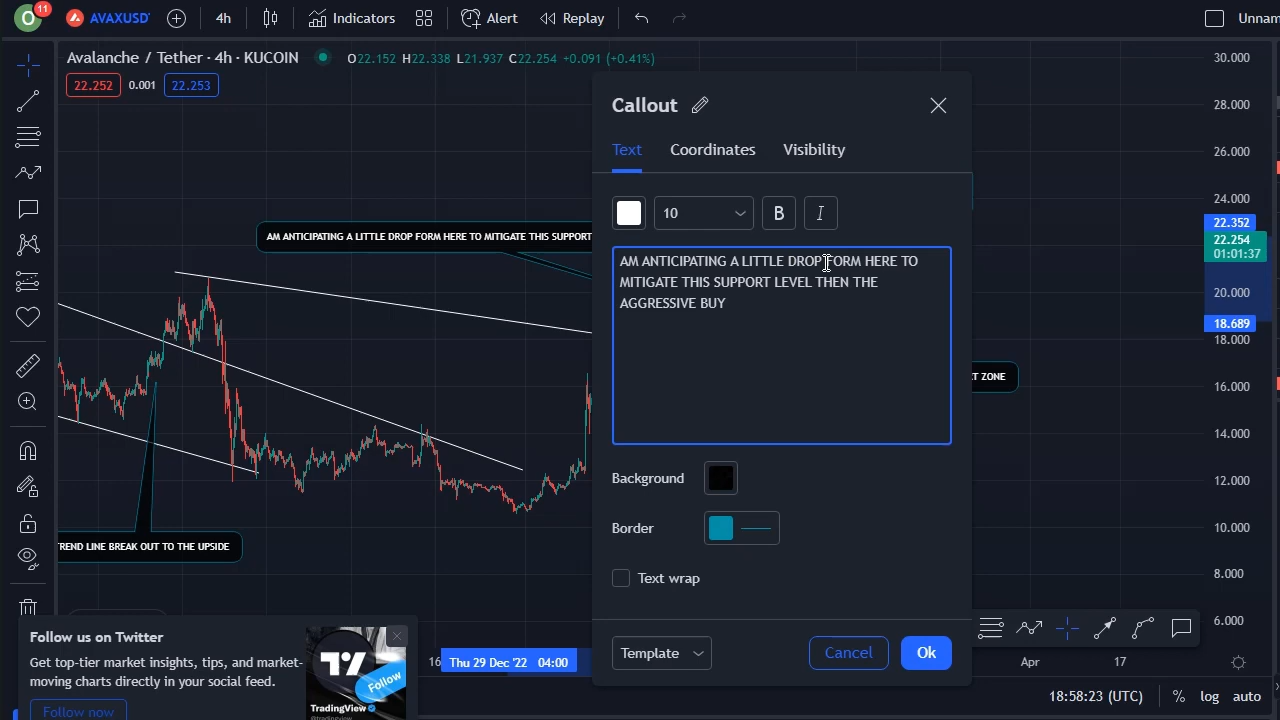 O
11
AVAXUSD
4h
Indicators
Alert
Replay
Unnam
Avalanche / Tether · 4h · KUCOIN
O22.152 H22.338 L21.937 C22.254 +0.091 (+0.41%)
22.252
0.001
22.253
Callout
Text
Coordinates
Visibility
10
B
I
AM ANTICIPATING A LITTLE DROP FORM HERE TO MITIGATE THIS SUPPORT
AM ANTICIPATING A LITTLE DROP FORM HERE TO
MITIGATE THIS SUPPORT LEVEL THEN THE
AGGRESSIVE BUY
Background
Border
Text wrap
Template
Cancel
Ok
ZONE
TREND LINE BREAK OUT TO THE UPSIDE
30.000
28.000
26.000
24.000
22.352
22.254
01:01:37
20.000
18.689
18.000
16.000
14.000
12.000
10.000
8.000
6.000
Follow us on Twitter
Get top-tier market insights, tips, and market-
moving charts directly in your social feed.
Follow now
Follow
TradingView
@tradingview
16
Thu 29 Dec '22 04:00
Apr
17
18:58:23 (UTC)
%
log
auto